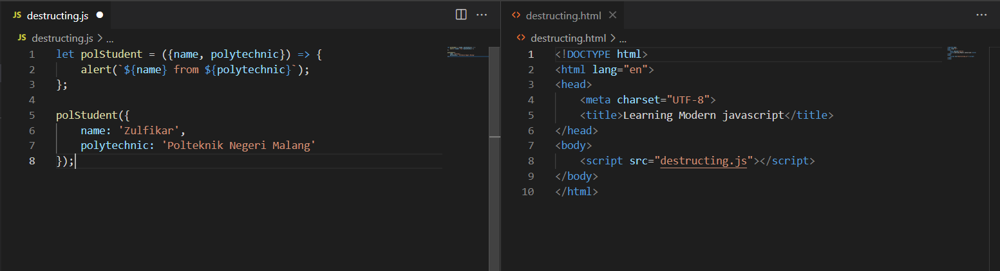 JS destructing.js
JS destructing.js > ...
1 let polStudent = ({name, polytechnic}) => {
2     alert(`${name} from ${polytechnic}`);
3 };
4
5 polStudent({
6     name: 'Zulfikar',
7     polytechnic: 'Polteknik Negeri Malang'
8 });
<> destructing.html
<> destructing.html > ...
1 <!DOCTYPE html>
2 <html lang="en">
3 <head>
4     <meta charset="UTF-8">
5     <title>Learning Modern javascript</title>
6 </head>
7 <body>
8     <script src="destructing.js"></script>
9 </body>
10 </html>